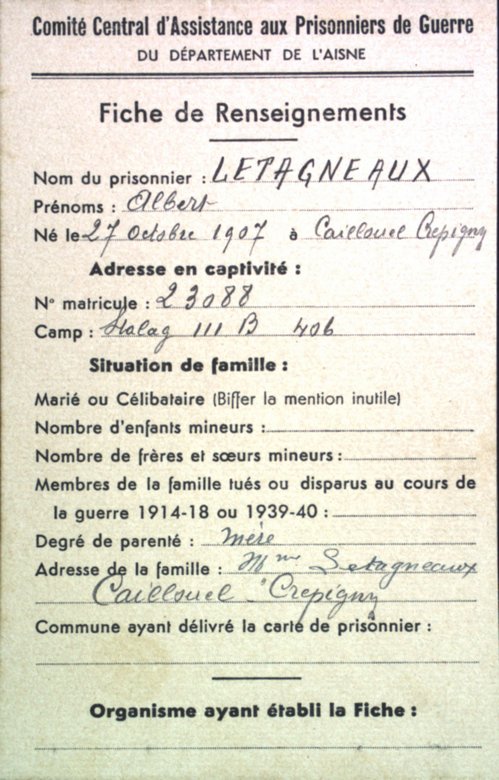 Comité Central d'Assistance aux Prisonniers de Guerre
DU DÉPARTEMENT DE L'AISNE
Fiche de Renseignements
Nom du prisonnier : LETAGNEAUX
Prénoms : Albert
Né le 27 octobre 1907 à Caillouel Crepigny
Adresse en captivité :
N° matricule : 23088
Camp : Stalag III B 406
Situation de famille :
Marié ou Célibataire (Biffer la mention inutile)
Nombre d'enfants mineurs :
Nombre de frères et sœurs mineurs :
Membres de la famille tués ou disparus au cours de
la guerre 1914-18 ou 1939-40 :
Degré de parenté : mère
Adresse de la famille : Mme Letagneaux
Caillouel - Crepigny
Commune ayant délivré la carte de prisonnier :
Organisme ayant établi la Fiche :